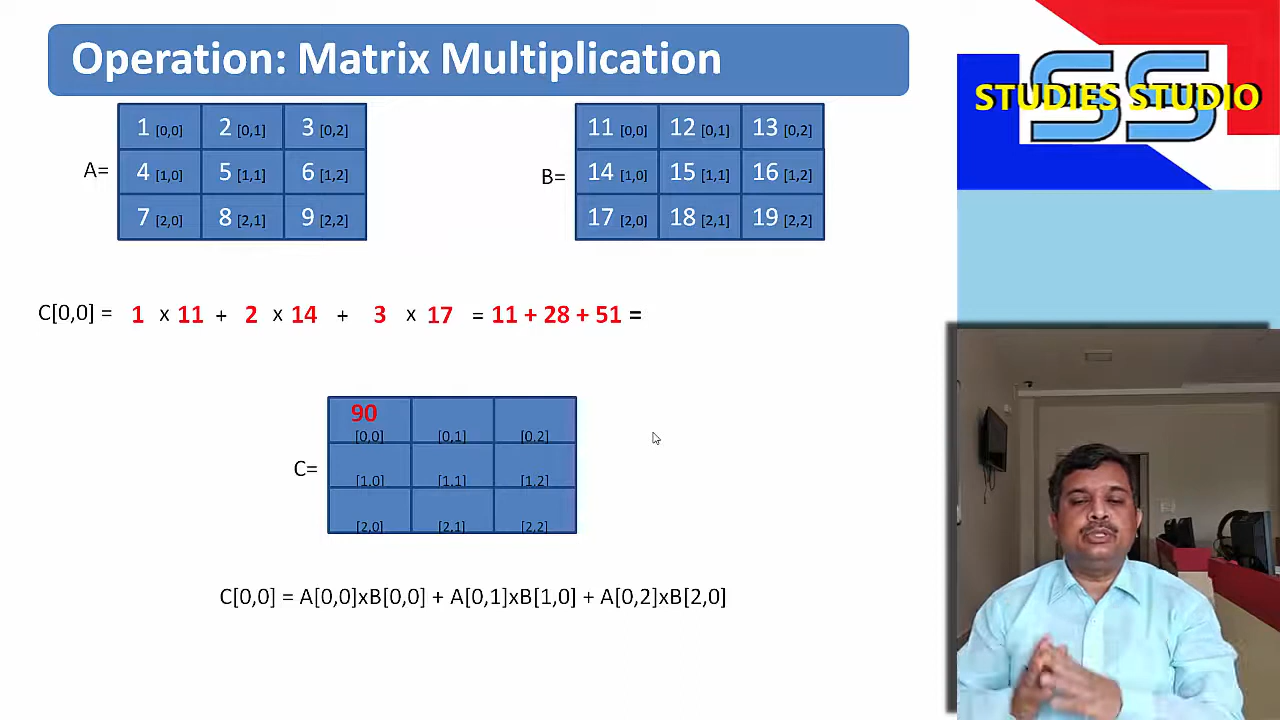 Operation: Matrix Multiplication
SS
STUDIES STUDIO
A=
1 [0,0] 2 [0,1] 3 [0,2]
4 [1,0] 5 [1,1] 6 [1,2]
7 [2,0] 8 [2,1] 9 [2,2]
B=
11 [0,0] 12 [0,1] 13 [0,2]
14 [1,0] 15 [1,1] 16 [1,2]
17 [2,0] 18 [2,1] 19 [2,2]
C[0,0] = 1 x 11 + 2 x 14 + 3 x 17 = 11 + 28 + 51 =
C=
90
[0,0] [0,1] [0,2]
[1,0] [1,1] [1,2]
[2,0] [2,1] [2,2]
C[0,0] = A[0,0]xB[0,0] + A[0,1]xB[1,0] + A[0,2]xB[2,0]